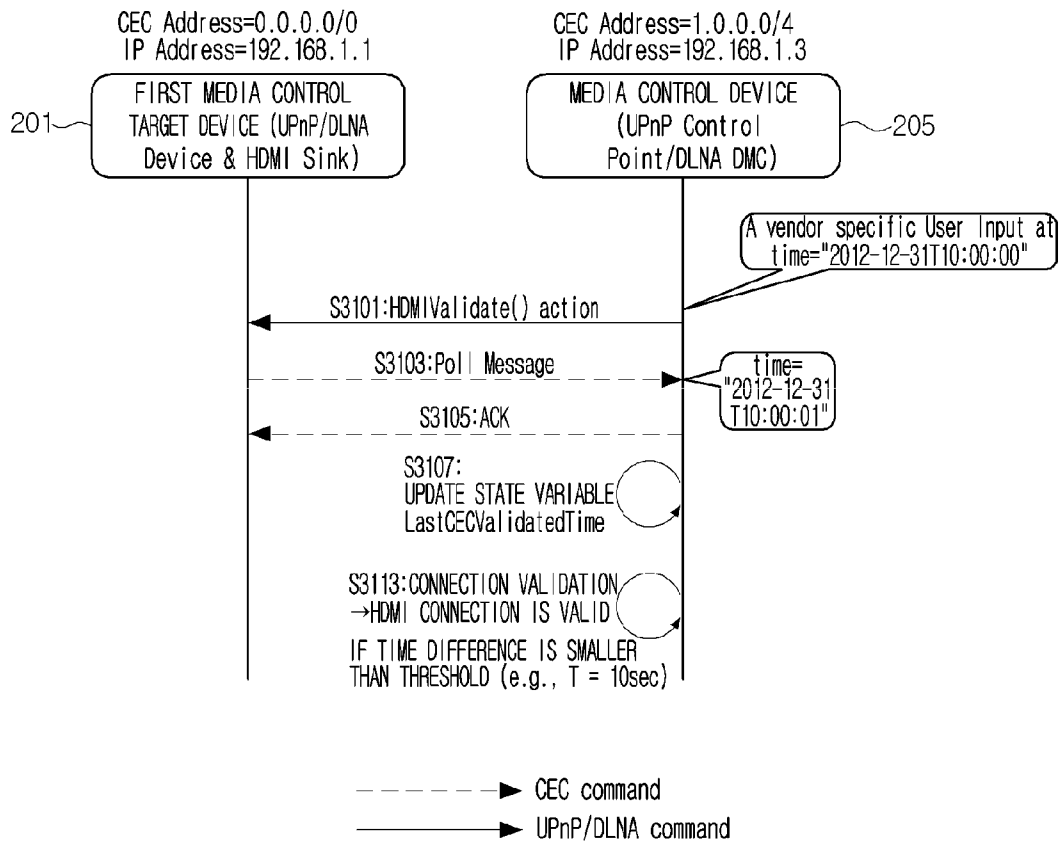 CEC Address=0.0.0.0/0
IP Address=192.168.1.1
CEC Address=1.0.0.0/4
IP Address=192.168.1.3
201
FIRST MEDIA CONTROL
TARGET DEVICE (UPnP/DLNA
Device & HDMI Sink)
MEDIA CONTROL DEVICE
(UPnP Control
Point/DLNA DMC)
205
A vendor specific User Input at
time="2012-12-31T10:00:00"
S3101:HDMIValidate() action
S3103:Poll Message
time=
"2012-12-31
T10:00:01"
S3105:ACK
S3107:
UPDATE STATE VARIABLE
LastCECValidatedTime
S3113:CONNECTION VALIDATION
→HDMI CONNECTION IS VALID
IF TIME DIFFERENCE IS SMALLER
THAN THRESHOLD (e.g., T = 10sec)
CEC command
UPnP/DLNA command